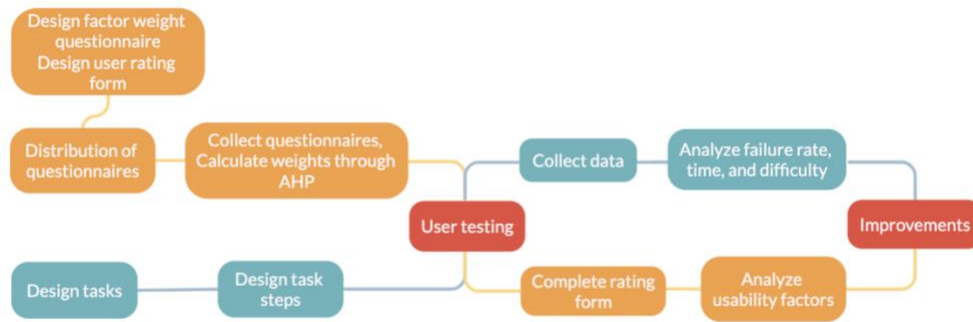 Design factor weight
questionnaire
Design user rating
form
Distribution of
questionnaires
Collect questionnaires,
Calculate weights through
AHP
Collect data
Analyze failure rate,
time, and difficulty
User testing
Improvements
Design tasks
Design task
steps
Complete rating
form
Analyze
usability factors